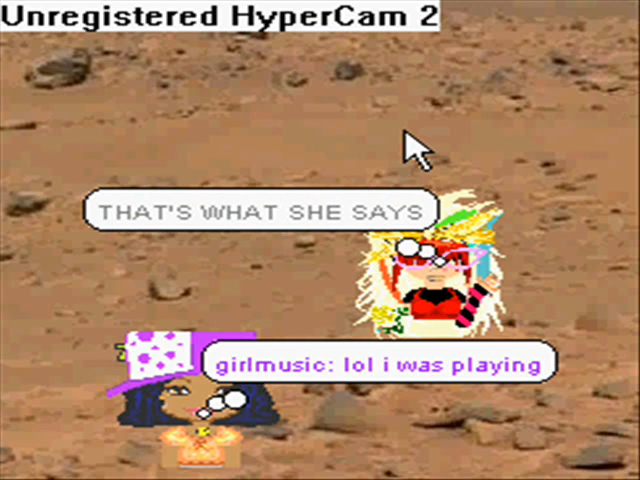 Unregistered HyperCam 2
THAT'S WHAT SHE SAYS
girlmusic: lol i was playing